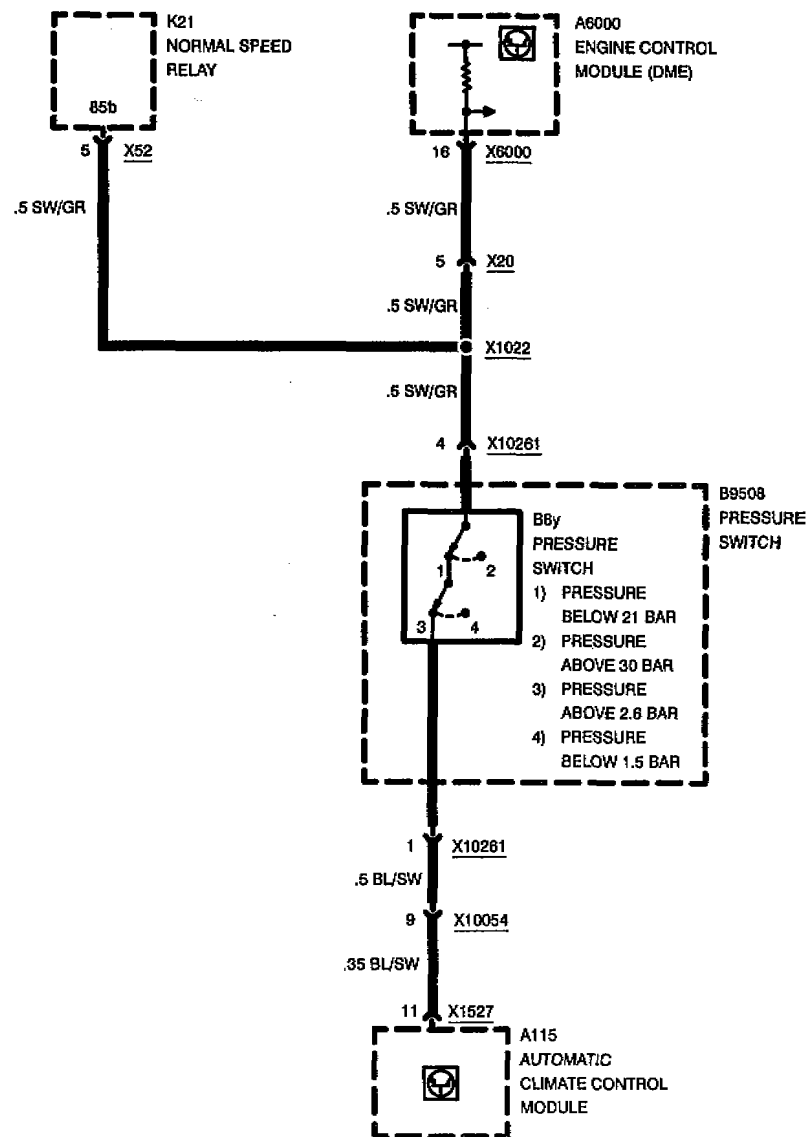 K21
NORMAL SPEED
RELAY
85b
5 X52
.5 SW/GR
A6000
ENGINE CONTROL
MODULE (DME)
16 X6000
.5 SW/GR
5 X20
.5 SW/GR
X1022
.5 SW/GR
4 X10261
B9508
PRESSURE
SWITCH
B8y
PRESSURE
SWITCH
1) PRESSURE
BELOW 21 BAR
2) PRESSURE
ABOVE 30 BAR
3) PRESSURE
ABOVE 2.6 BAR
4) PRESSURE
BELOW 1.5 BAR
1 2
3 4
1 X10261
.5 BL/SW
9 X10054
.35 BL/SW
11 X1527
A115
AUTOMATIC
CLIMATE CONTROL
MODULE